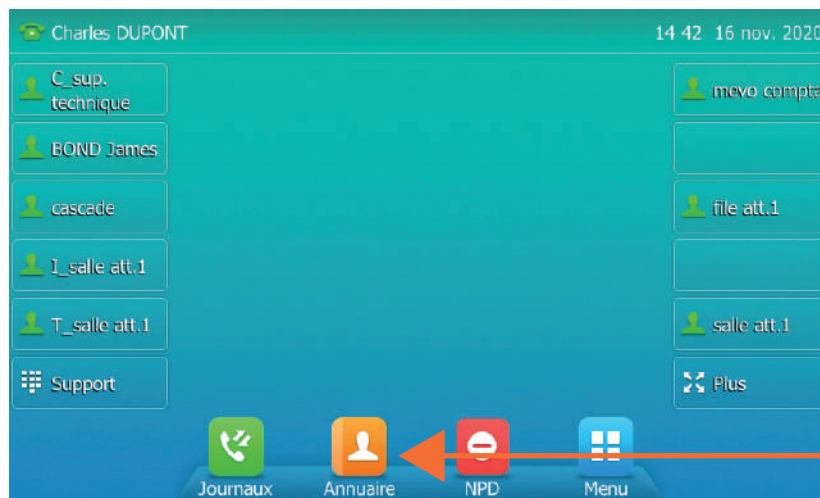 Charles DUPONT
14 42 16 nov. 2020
C_sup.
technique
BOND James
cascade
I_salle att.1
T_salle att.1
Support
mevo compta
file att.1
salle att.1
Plus
Journaux
Annuaire
NPD
Menu